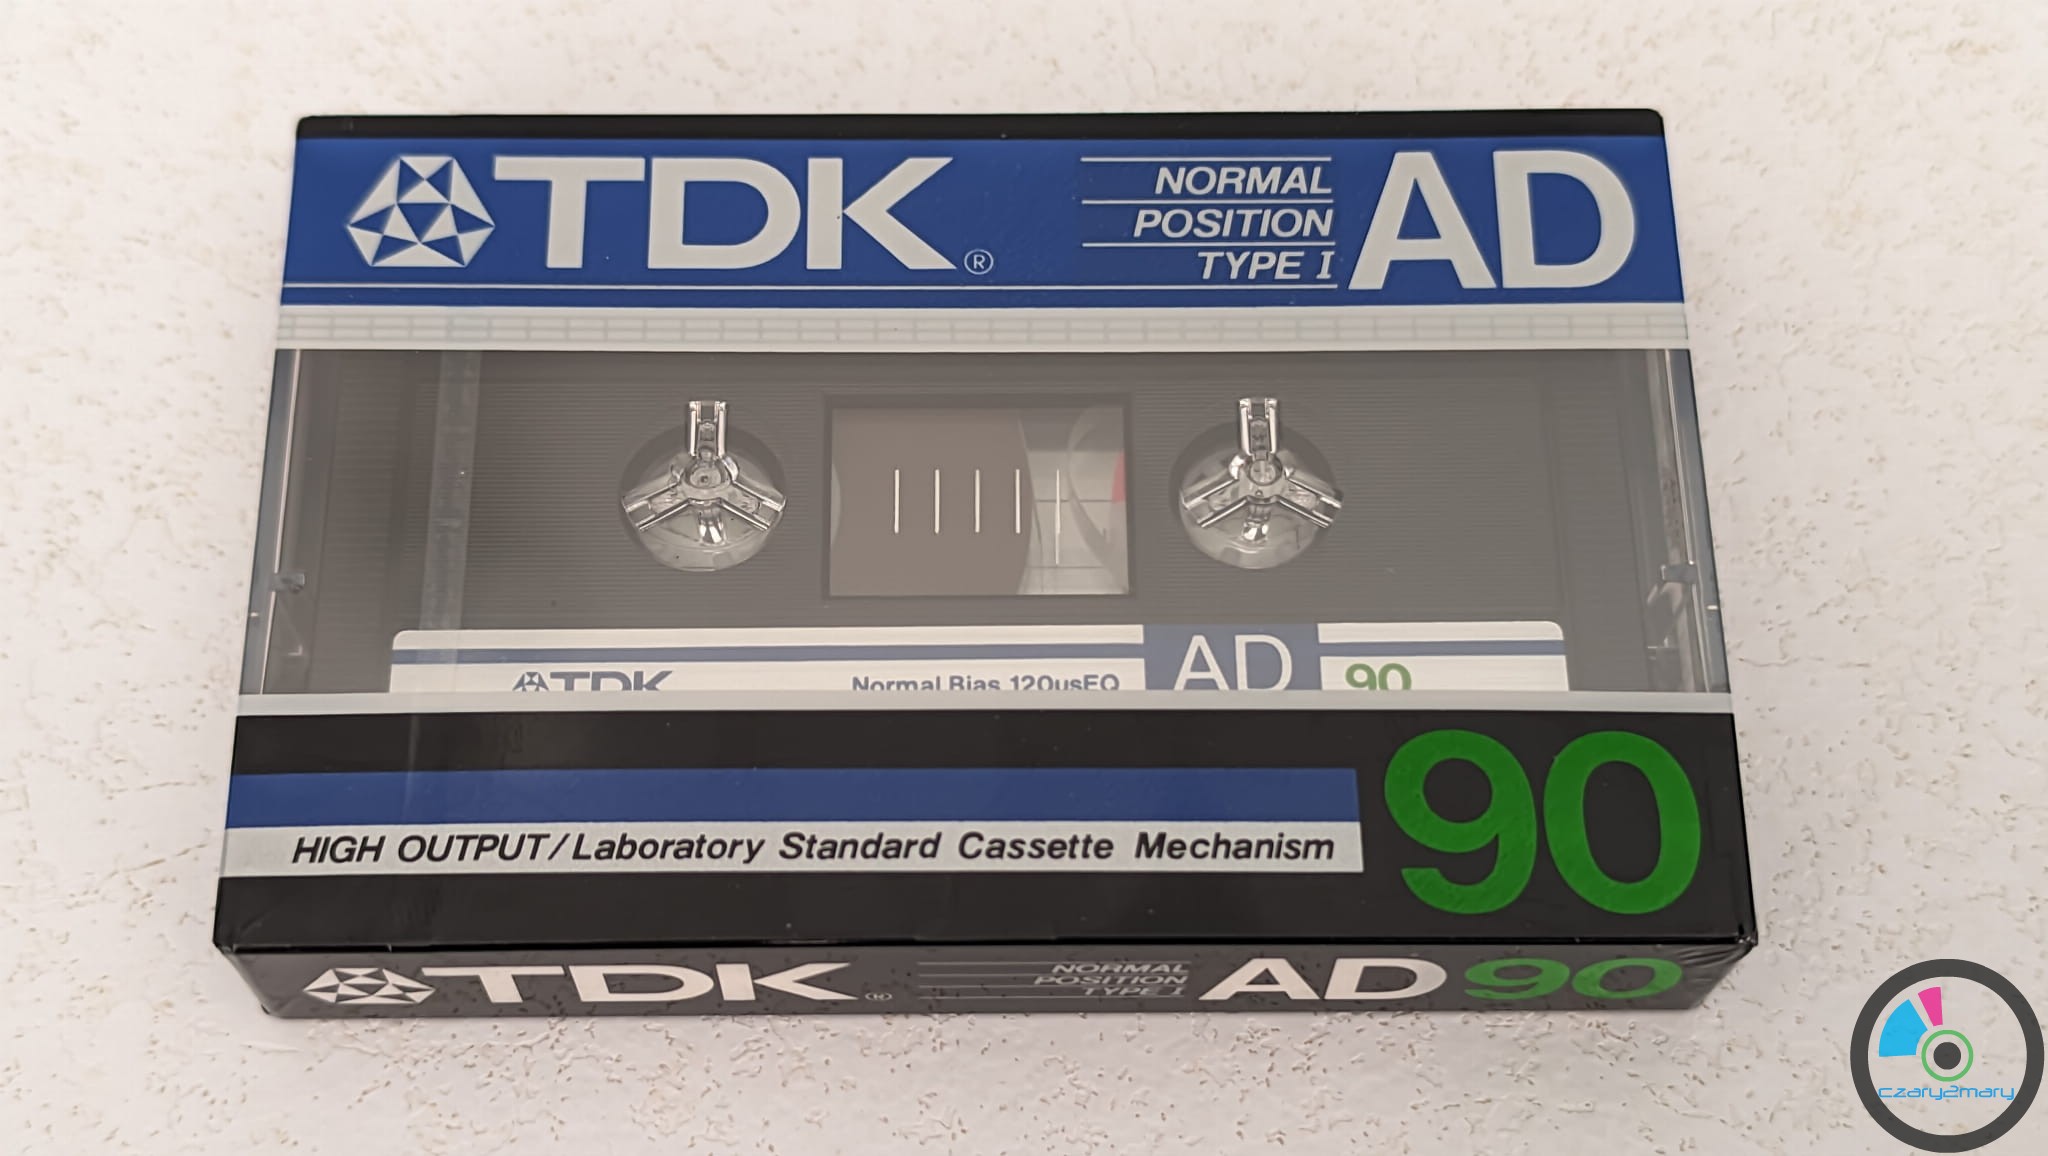 TDK®
NORMAL
POSITION
TYPE I
AD
TDK
Normal Bias 120µsEQ
AD
90
90
HIGH OUTPUT/Laboratory Standard Cassette Mechanism
TDK®
NORMAL
POSITION
TYPE I
AD 90
czary2mary